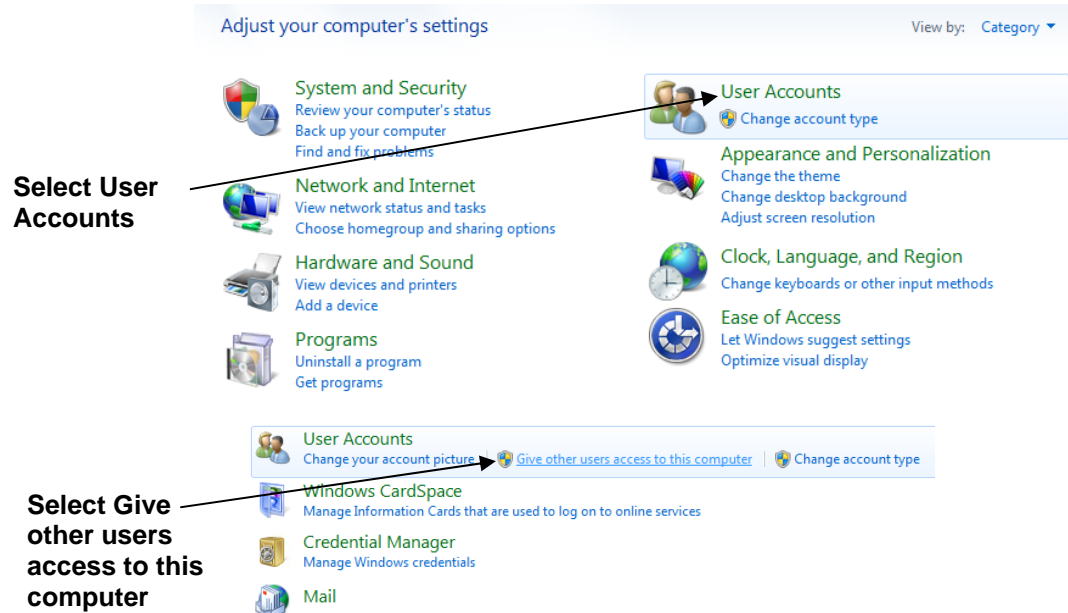 Adjust your computer's settings
View by: Category
System and Security
Review your computer's status
Back up your computer
Find and fix problems
User Accounts
Change account type
Select User
Accounts
Network and Internet
View network status and tasks
Choose homegroup and sharing options
Appearance and Personalization
Change the theme
Change desktop background
Adjust screen resolution
Hardware and Sound
View devices and printers
Add a device
Clock, Language, and Region
Change keyboards or other input methods
Programs
Uninstall a program
Get programs
Ease of Access
Let Windows suggest settings
Optimize visual display
User Accounts
Change your account picture Give other users access to this computer Change account type
Select Give
other users
access to this
computer
Windows CardSpace
Manage Information Cards that are used to log on to online services
Credential Manager
Manage Windows credentials
Mail